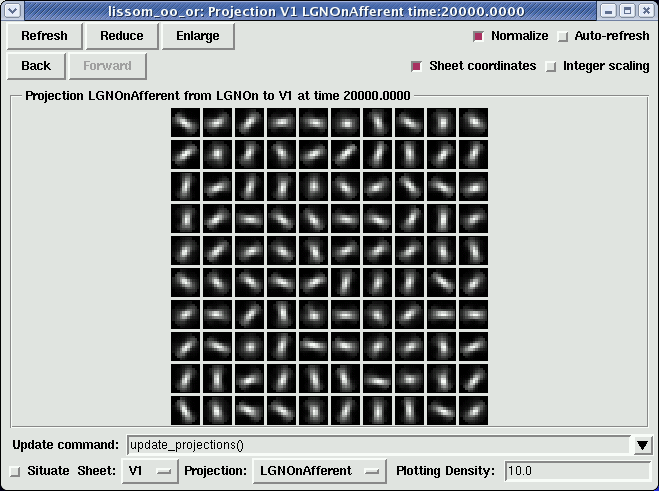 lissom_oo_or: Projection V1 LGNOnAfferent time:20000.0000
Refresh Reduce Enlarge Normalize Auto-refresh
Back Forward Sheet coordinates Integer scaling
Projection LGNOnAfferent from LGNOn to V1 at time 20000.0000
Update command: update_projections()
Situate Sheet: V1 Projection: LGNOnAfferent Plotting Density: 10.0